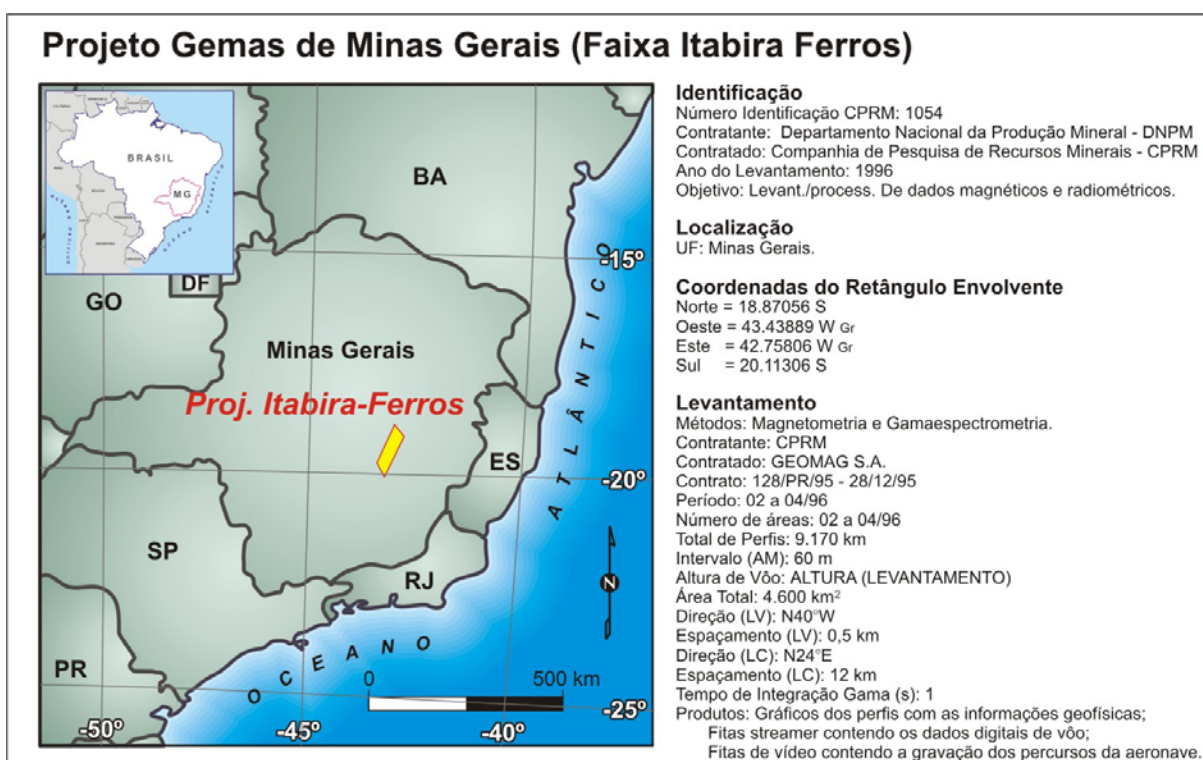 Projeto Gemas de Minas Gerais (Faixa Itabira Ferros)
BRASIL
MG
BA
DF
GO
Minas Gerais
Proj. Itabira-Ferros
ES
SP
RJ
PR
OCEANO
ATLÂNTICO
N
-15º
-20º
-25º
-50º
-45º
-40º
0
500 km
Identificação
Número Identificação CPRM: 1054
Contratante: Departamento Nacional da Produção Mineral - DNPM
Contratado: Companhia de Pesquisa de Recursos Minerais - CPRM
Ano do Levantamento: 1996
Objetivo: Levant./process. De dados magnéticos e radiométricos.
Localização
UF: Minas Gerais.
Coordenadas do Retângulo Envolvente
Norte = 18.87056 S
Oeste = 43.43889 W Gr
Este = 42.75806 W Gr
Sul = 20.11306 S
Levantamento
Métodos: Magnetometria e Gamaespectrometria.
Contratante: CPRM
Contratado: GEOMAG S.A.
Contrato: 128/PR/95 - 28/12/95
Período: 02 a 04/96
Número de áreas: 02 a 04/96
Total de Perfis: 9.170 km
Intervalo (AM): 60 m
Altura de Vôo: ALTURA (LEVANTAMENTO)
Área Total: 4.600 km²
Direção (LV): N40°W
Espaçamento (LV): 0,5 km
Direção (LC): N24°E
Espaçamento (LC): 12 km
Tempo de Integração Gama (s): 1
Produtos: Gráficos dos perfis com as informações geofísicas;
Fitas streamer contendo os dados digitais de vôo;
Fitas de vídeo contendo a gravação dos percursos da aeronave.